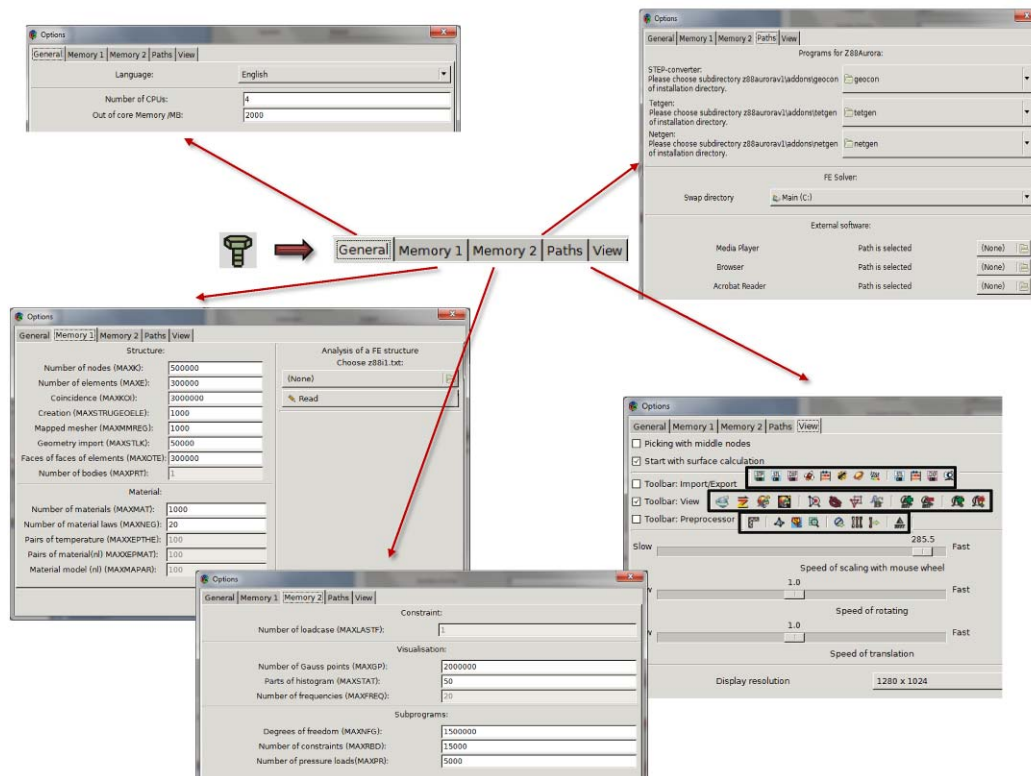 Options
General Memory 1 Memory 2 Paths View
Language: English
Number of CPUs: 4
Out of core Memory /MB: 2000
Options
General Memory 1 Memory 2 Paths View
Programs for Z88Aurora:
STEP-converter:
Please choose subdirectory z88aurorav1\addons\geocon geocon
of installation directory.
Tetgen:
Please choose subdirectory z88aurorav1\addons\tetgen tetgen
of installation directory.
Netgen:
Please choose subdirectory z88aurorav1\addons\netgen netgen
of installation directory.
FE Solver:
Swap directory Main (C:)
External software:
Media Player Path is selected (None)
Browser Path is selected (None)
Acrobat Reader Path is selected (None)
General Memory 1 Memory 2 Paths View
Options
General Memory 1 Memory 2 Paths View
Structure:
Number of nodes (MAXK): 500000
Number of elements (MAXE): 300000
Coincidence (MAXKOI): 3000000
Creation (MAXSTRUGEOELE): 1000
Mapped mesher (MAXMMREG): 1000
Geometry import (MAXSTLK): 50000
Faces of faces of elements (MAXOTE): 300000
Number of bodies (MAXPRT): 1
Material:
Number of materials (MAXMAT): 1000
Number of material laws (MAXNEG): 20
Pairs of temperature (MAXXEPTHE): 100
Pairs of material(nl) (MAXXEPMAT): 100
Material model (nl) (MAXMAPAR): 100
Analysis of a FE structure
Choose z88i1.txt:
(None)
Read
Options
General Memory 1 Memory 2 Paths View
Constraint:
Number of loadcase (MAXLASTF): 1
Visualisation:
Number of Gauss points (MAXGP): 2000000
Parts of histogram (MAXSTAT): 50
Number of frequencies (MAXFREQ): 20
Subprograms:
Degrees of freedom (MAXNFG): 1500000
Number of constraints (MAXRBD): 15000
Number of pressure loads(MAXPR): 5000
Options
General Memory 1 Memory 2 Paths View
Picking with middle nodes
Start with surface calculation
Toolbar: Import/Export
Toolbar: View
Toolbar: Preprocessor
285.5
Slow Fast
Speed of scaling with mouse wheel
1.0
Fast
Speed of rotating
1.0
Fast
Speed of translation
Display resolution 1280 x 1024